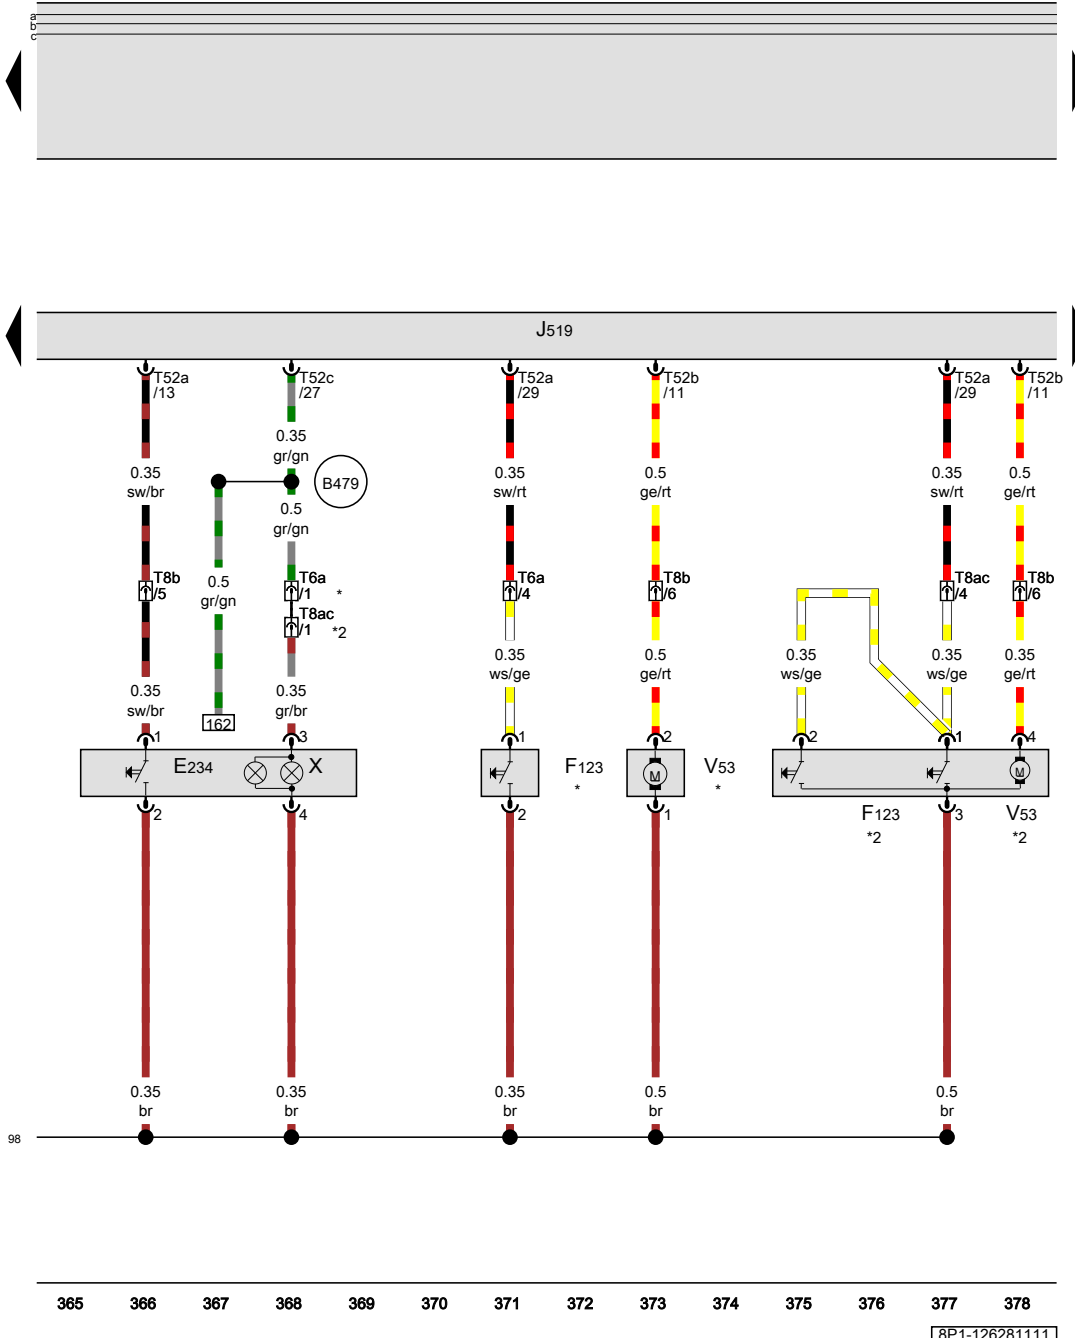 a
b
c
J519
T52a T52c T52a T52b T52a T52b
/13 /27 /29 /11 /29 /11
0.35
gr/gn
0.35 0.35 0.5 0.35 0.5
sw/br B479 sw/rt ge/rt sw/rt ge/rt
0.5
gr/gn
T8b T6a T6a T8b T8ac T8b
/5 /1 * /4 /6 /4 /6
0.5
gr/gn
T8ac
/1 *2
0.35 0.5 0.35 0.35 0.35
ws/ge ge/rt ws/ge ws/ge ge/rt
0.35 0.35
sw/br gr/br
162
1 3 1 2 2 1 4
E234 X F123 M V53 M
* *
2 4 2 1 3
F123 V53
*2 *2
0.35 0.35 0.35 0.5 0.5
br br br br br
98
365 366 367 368 369 370 371 372 373 374 375 376 377 378
8P1-126281111